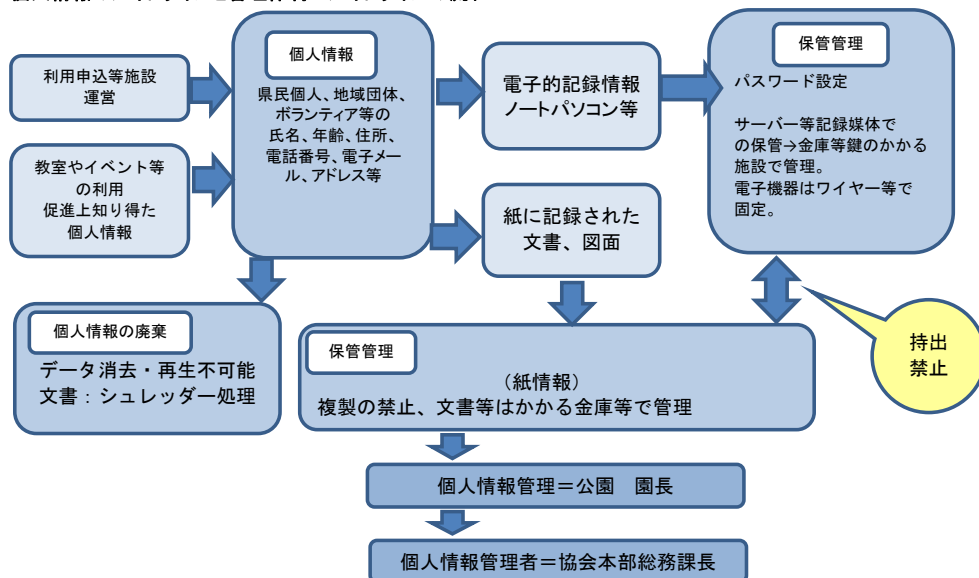 利用申込等施設
運営
教室やイベント等
の利用
促進上知り得た
個人情報
個人情報
県民個人、地域団体、
ボランティア等の
氏名、年齢、住所、
電話番号、電子メー
ル、アドレス等
電子的記録情報
ノートパソコン等
紙に記録された
文書、図面
保管管理
パスワード設定
サーバー等記録媒体で
の保管→金庫等鍵のかかる
施設で管理。
電子機器はワイヤー等で
固定。
持出
禁止
個人情報の廃棄
データ消去・再生不可能
文書：シュレッダー処理
保管管理
（紙情報）
複製の禁止、文書等はかかる金庫等で管理
個人情報管理＝公園　園長
個人情報管理者＝協会本部総務課長